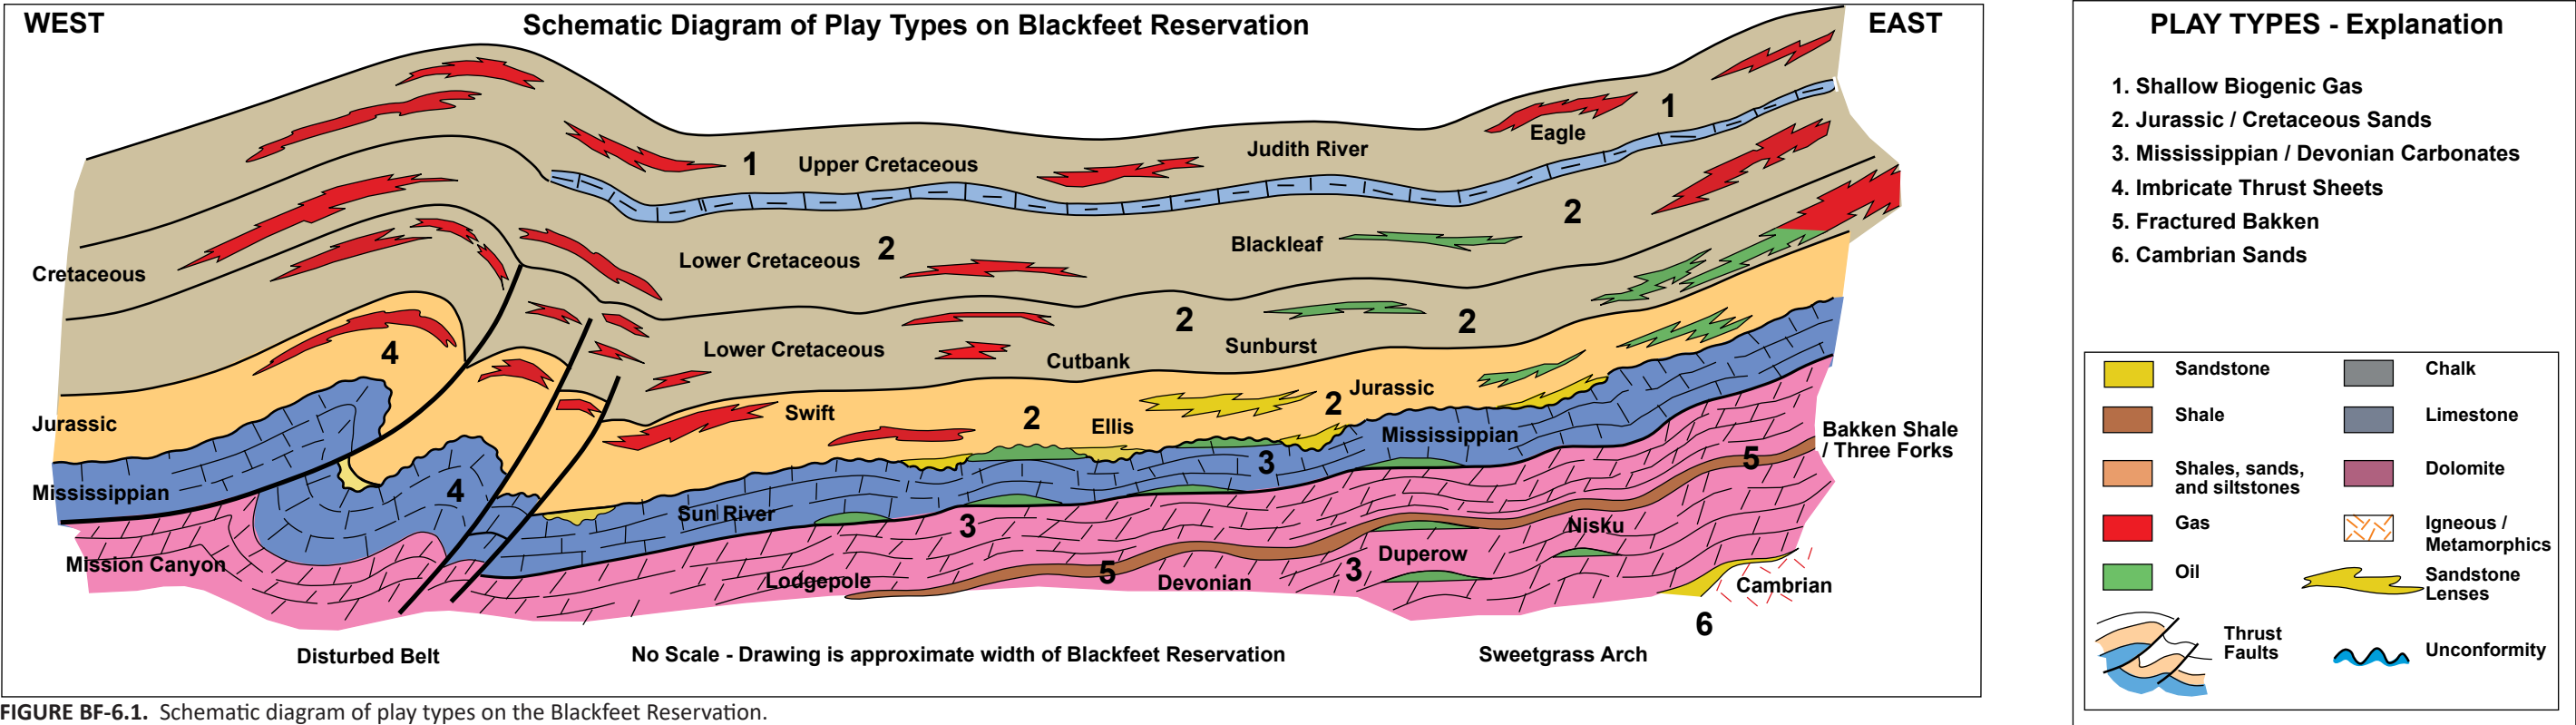 WEST
Schematic Diagram of Play Types on Blackfeet Reservation
EAST
1
Eagle
1
Upper Cretaceous
Judith River
2
Blackleaf
2
Lower Cretaceous
Cretaceous
2
Sunburst
2
4
Lower Cretaceous
Cutbank
Jurassic
2
Swift
2
Ellis
Jurassic
Mississippian
Bakken Shale
/ Three Forks
3
5
Mississippian
4
Sun River
3
Nisku
Duperow
Mission Canyon
Lodgepole
5
Devonian
3
Cambrian
6
Disturbed Belt
No Scale - Drawing is approximate width of Blackfeet Reservation
Sweetgrass Arch
FIGURE BF-6.1. Schematic diagram of play types on the Blackfeet Reservation.
PLAY TYPES - Explanation
1. Shallow Biogenic Gas
2. Jurassic / Cretaceous Sands
3. Mississippian / Devonian Carbonates
4. Imbricate Thrust Sheets
5. Fractured Bakken
6. Cambrian Sands
Sandstone
Chalk
Shale
Limestone
Shales, sands,
and siltstones
Dolomite
Gas
Igneous /
Metamorphics
Oil
Sandstone
Lenses
Thrust
Faults
Unconformity